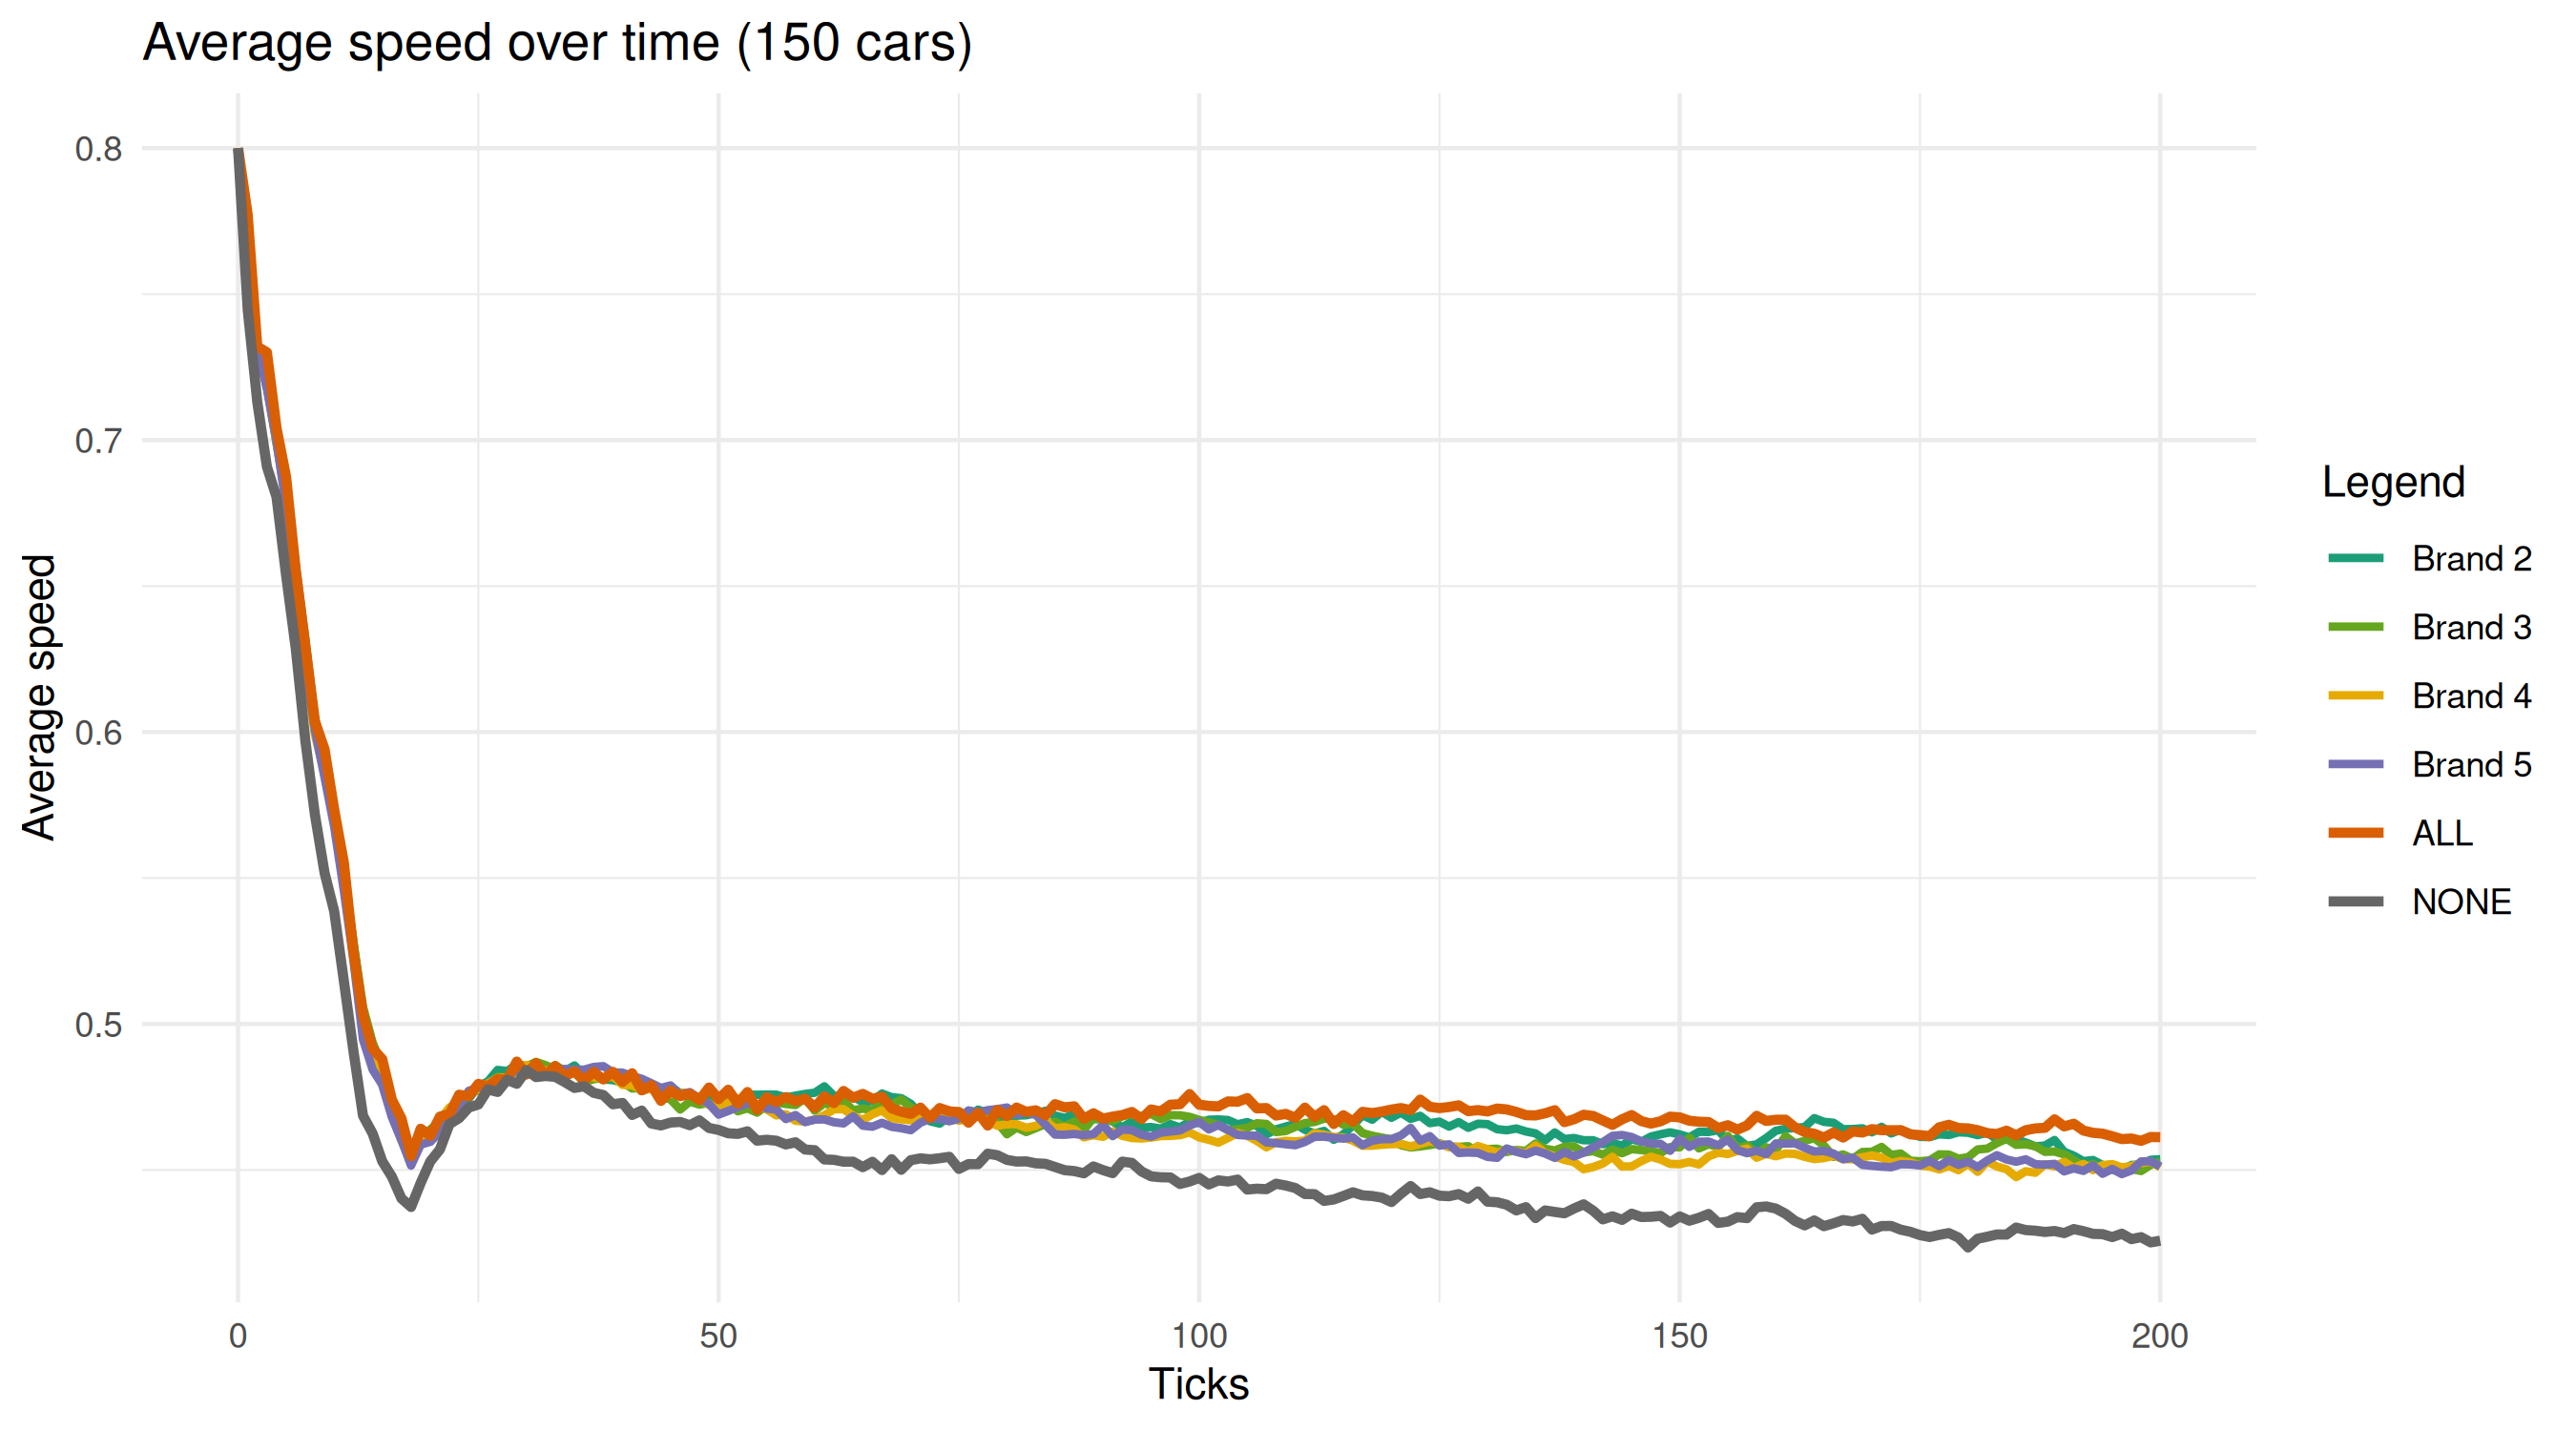 Average speed over time (150 cars)
0.8
0.7
0.6
0.5
Average speed
0
50
100
150
200
Ticks
Legend
Brand 2
Brand 3
Brand 4
Brand 5
ALL
NONE